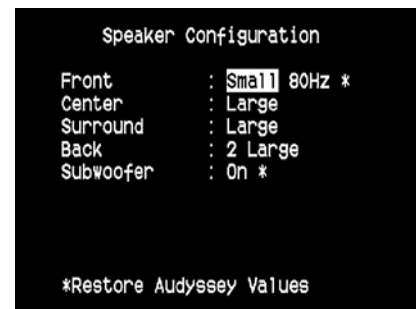 Speaker Configuration
Front : Small 80Hz *
Center : Large
Surround : Large
Back : 2 Large
Subwoofer : On *
*Restore Audyssey Values